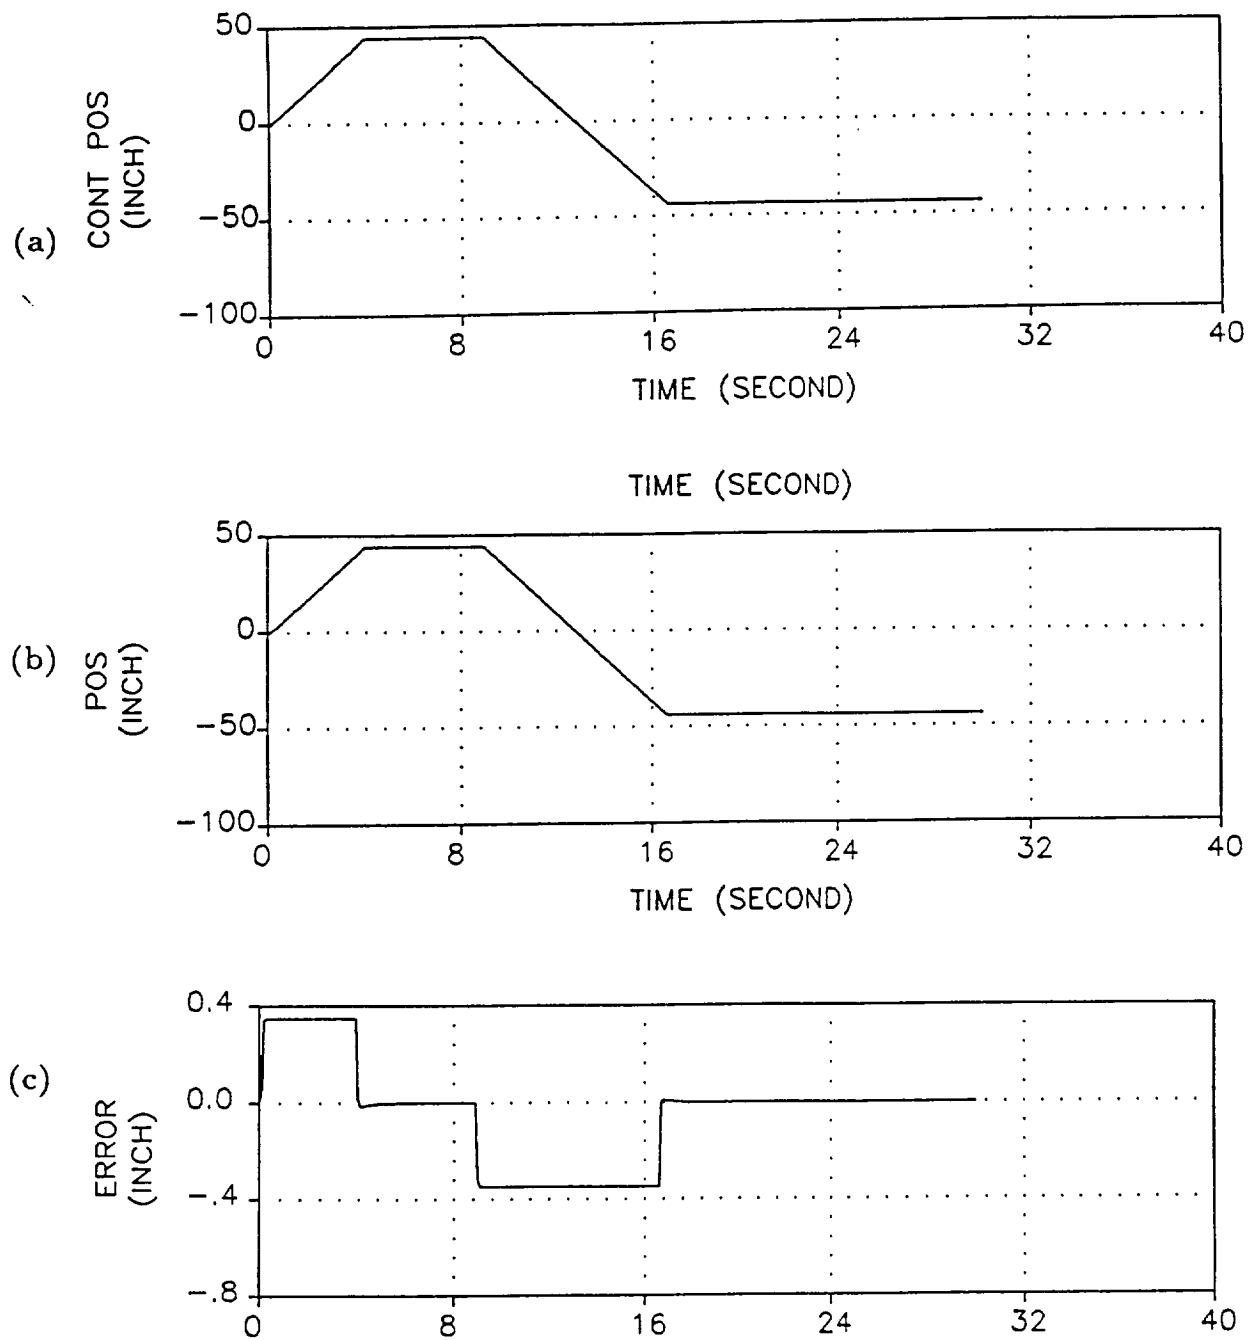 50
0
−50
−100
CONT POS
(INCH)
(a)
0 8 16 24 32 40
TIME (SECOND)
TIME (SECOND)
50
0
−50
−100
POS
(INCH)
(b)
0 8 16 24 32 40
TIME (SECOND)
0.4
0.0
−.4
−.8
ERROR
(INCH)
(c)
0 8 16 24 32 40